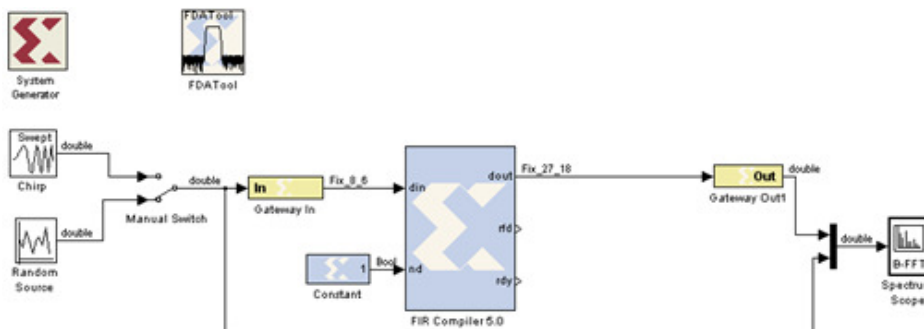 FDATool
System
Generator
FDATool
Swept
double
Chirp
double
Manual Switch
In
Gateway In
Fix_8_6
din
dout
Fix_27_18
Out
double
Gateway Out1
double
Random
Source
1
Bool
Constant
nd
rfd
rdy
FIR Compiler 5.0
double
B-FFT
Spectru
Scope